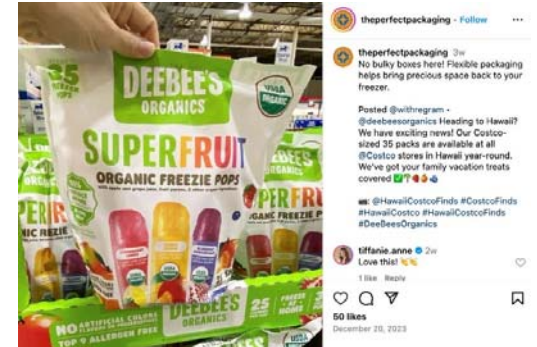 35
DEEBEE'S
ORGANICS
USDA
ORGANIC
SUPERFRUIT
ORGANIC FREEZIE POPS
DEEBEE'S
ORGANICS
25
FREEZE
AT
HOME
NO ARTIFICIAL COLORS
TOP 9 ALLERGEN FREE
theperfectpackaging · Follow
theperfectpackaging 3w
No bulky boxes here! Flexible packaging
helps bring precious space back to your
freezer.
Posted @withregram •
@deebeesorganics Heading to Hawaii?
We have exciting news! Our Costco-
sized 35 packs are available at all
@Costco stores in Hawaii year-round.
We've got your family vacation treats
covered ✅🌴🍓🥭🍇
📷: @HawaiiCostcoFinds #CostcoFinds
#HawaiiCostco #HawaiiCostcoFinds
#DeeBeesOrganics
tiffanie.anne 2w
Love this! 👏👏
1 like Reply
50 likes
December 20, 2023